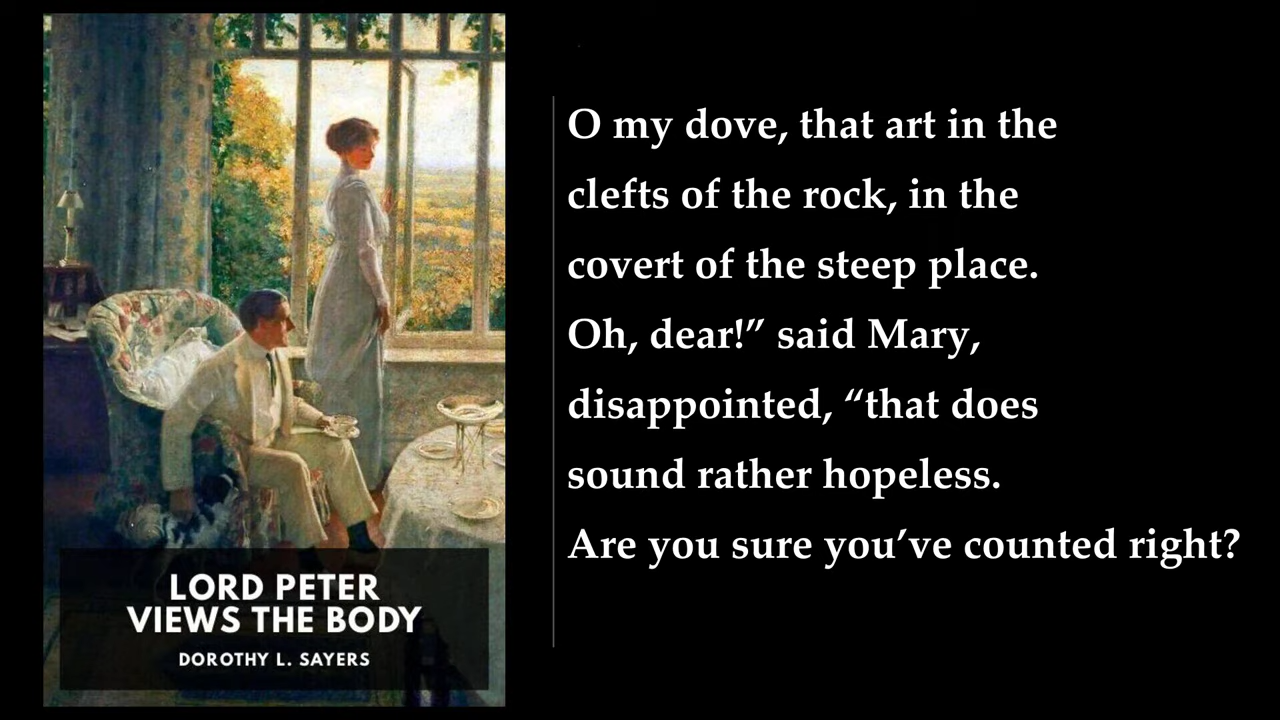 O my dove, that art in the
clefts of the rock, in the
covert of the steep place.
Oh, dear!” said Mary,
disappointed, “that does
sound rather hopeless.
Are you sure you’ve counted right?
LORD PETER
VIEWS THE BODY
DOROTHY L. SAYERS